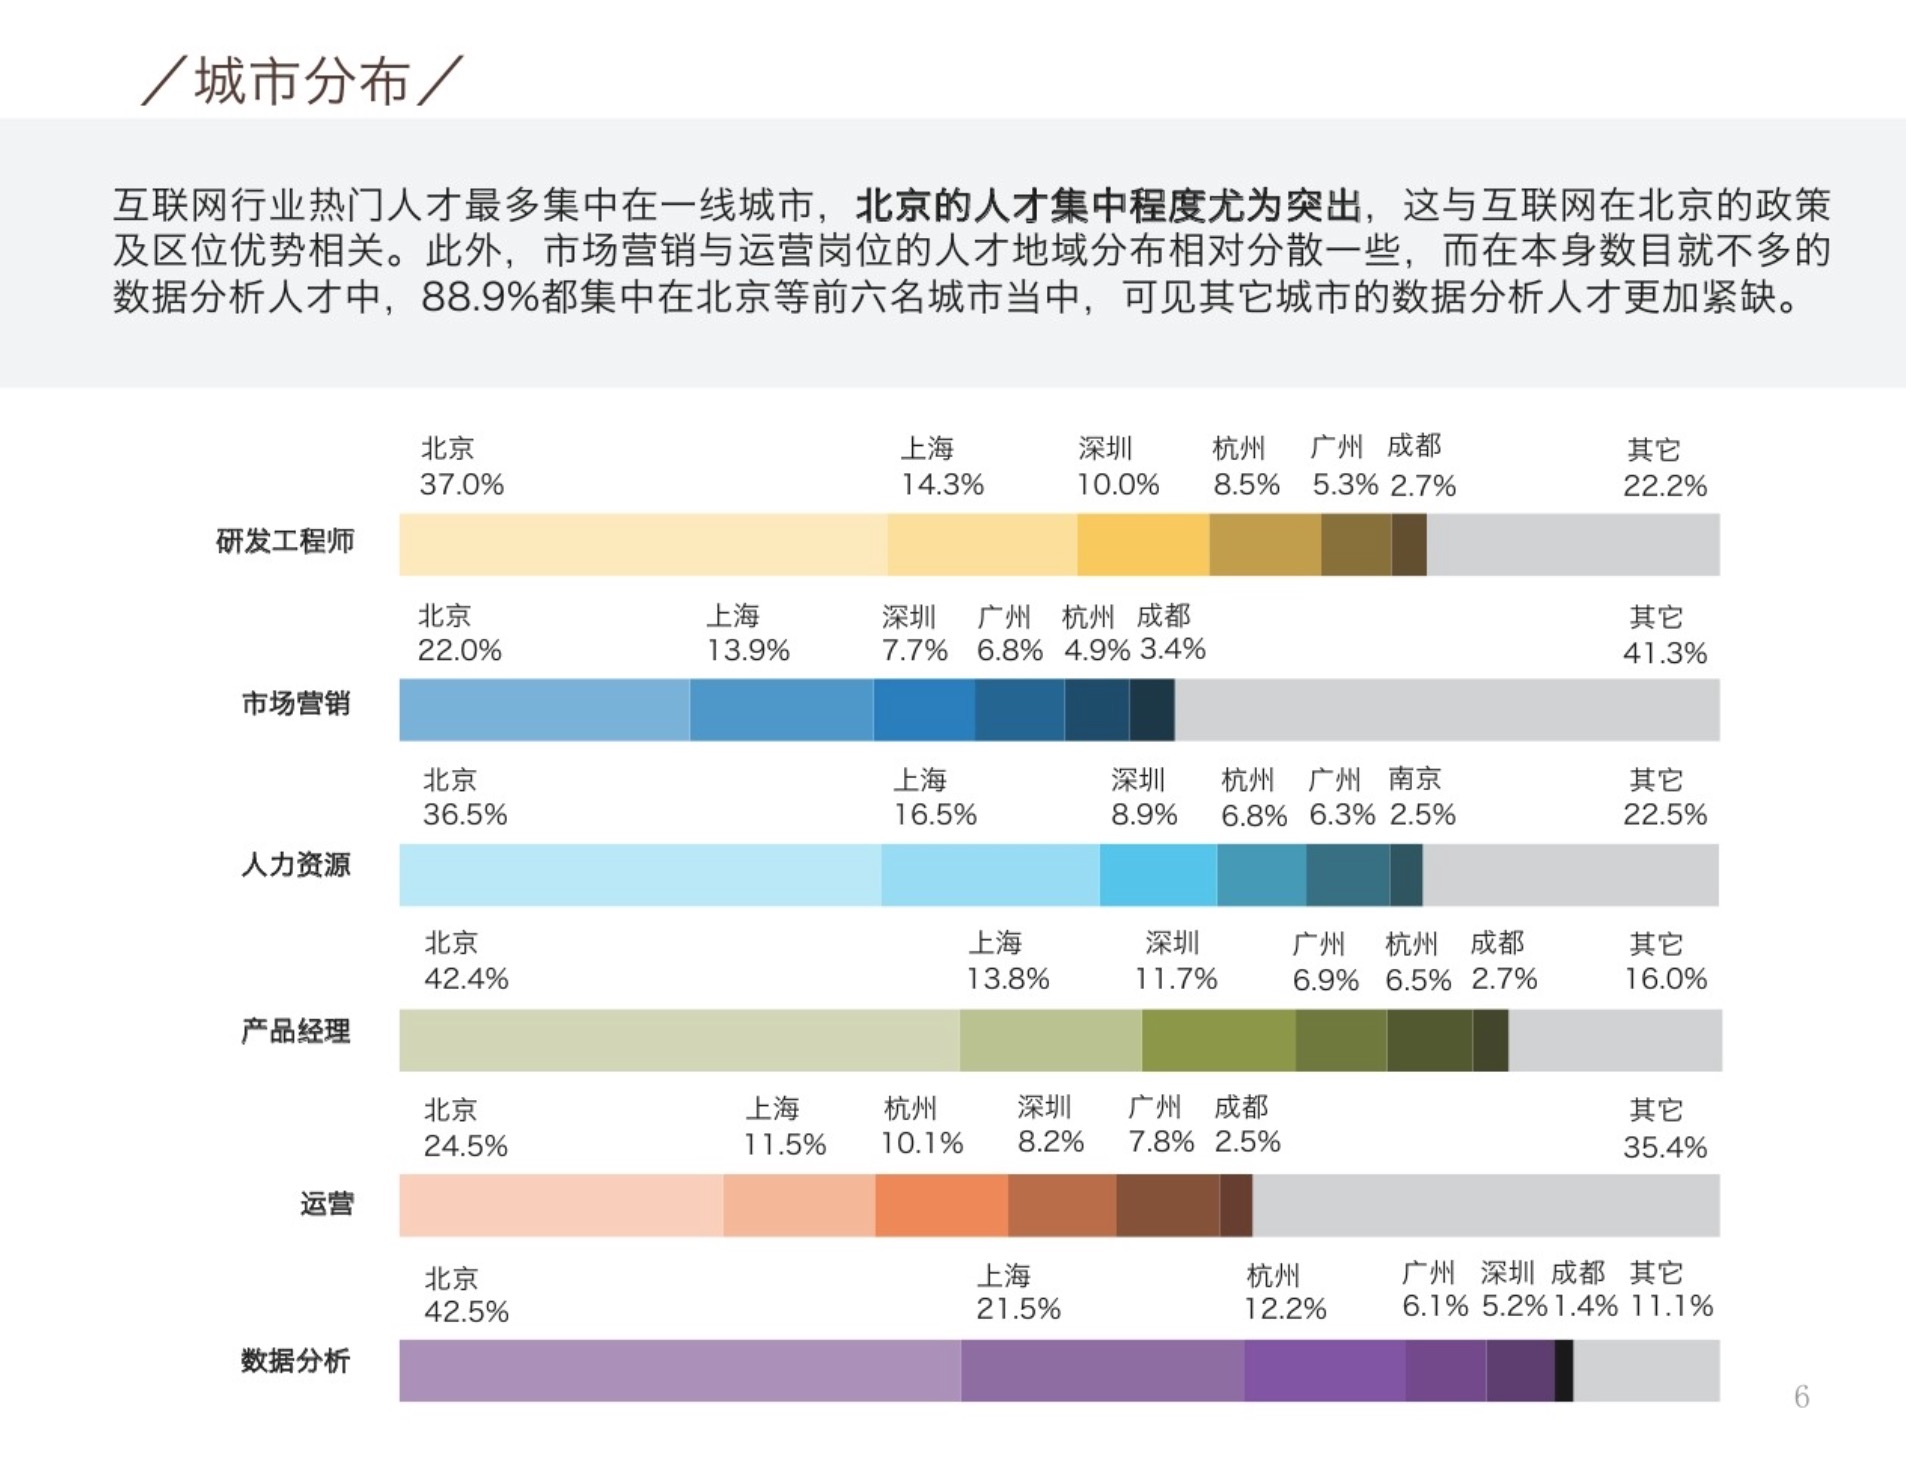 ／城市分布／
互联网行业热门人才最多集中在一线城市，北京的人才集中程度尤为突出，这与互联网在北京的政策
及区位优势相关。此外，市场营销与运营岗位的人才地域分布相对分散一些，而在本身数目就不多的
数据分析人才中，88.9%都集中在北京等前六名城市当中，可见其它城市的数据分析人才更加紧缺。
北京 上海 深圳 杭州 广州 成都 其它
37.0% 14.3% 10.0% 8.5% 5.3% 2.7% 22.2%
研发工程师
北京 上海 深圳 广州 杭州 成都 其它
22.0% 13.9% 7.7% 6.8% 4.9% 3.4% 41.3%
市场营销
北京 上海 深圳 杭州 广州 南京 其它
36.5% 16.5% 8.9% 6.8% 6.3% 2.5% 22.5%
人力资源
北京 上海 深圳 广州 杭州 成都 其它
42.4% 13.8% 11.7% 6.9% 6.5% 2.7% 16.0%
产品经理
北京 上海 杭州 深圳 广州 成都 其它
24.5% 11.5% 10.1% 8.2% 7.8% 2.5% 35.4%
运营
北京 上海 杭州 广州 深圳 成都 其它
42.5% 21.5% 12.2% 6.1% 5.2% 1.4% 11.1%
数据分析
6